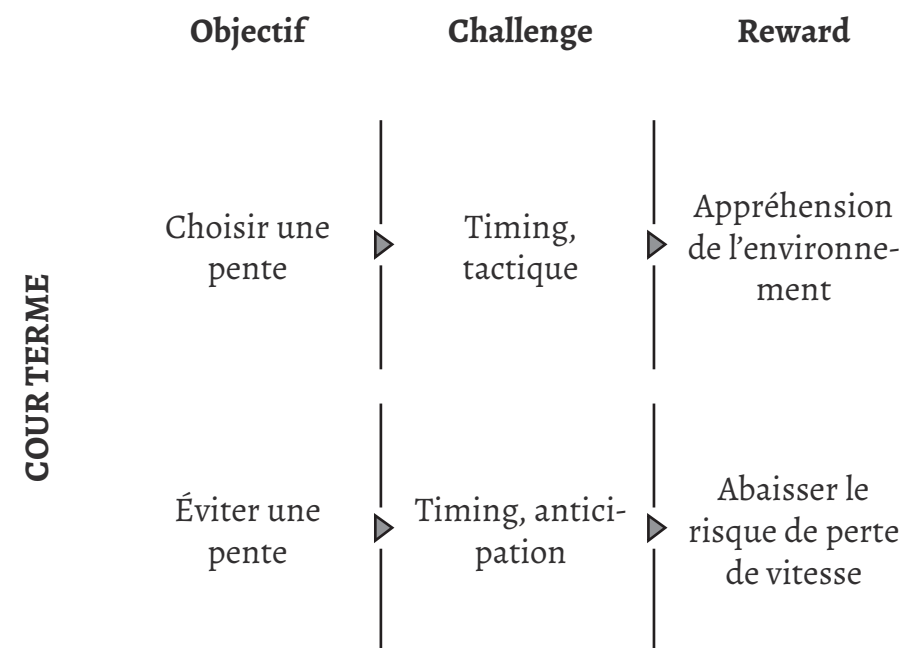 Objectif
Challenge
Reward
COUR TERME
Choisir une
pente
Timing,
tactique
Appréhension
de l'environne-
ment
Éviter une
pente
Timing, antici-
pation
Abaisser le
risque de perte
de vitesse